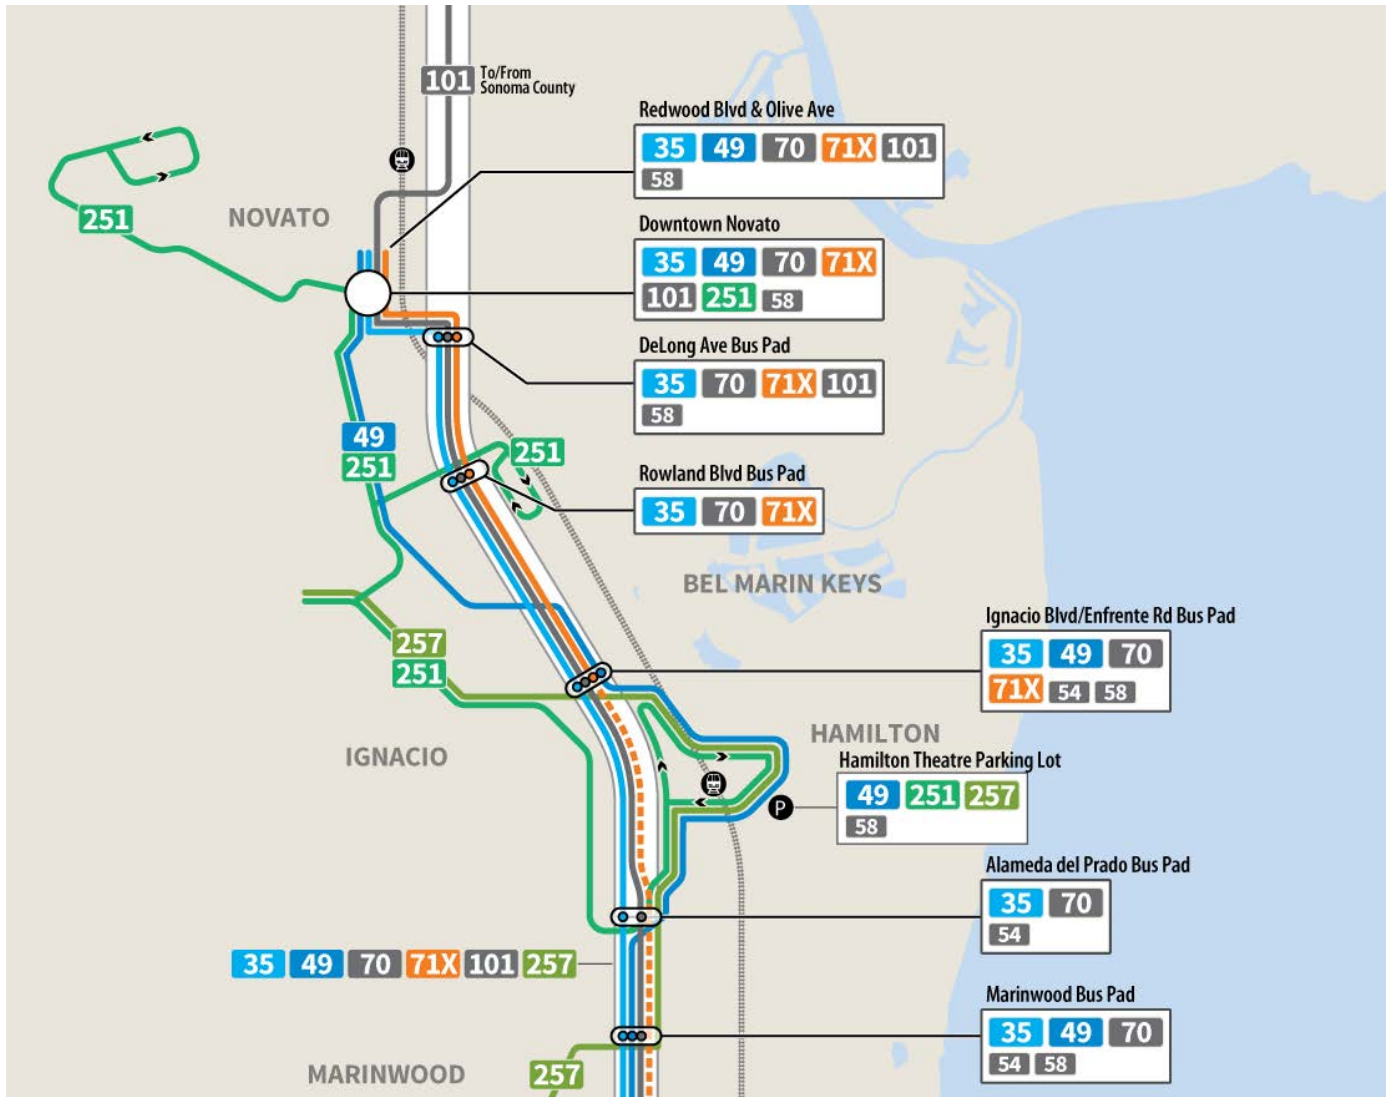 101 To/From
Sonoma County
Redwood Blvd & Olive Ave
35 49 70 71X 101
58
251
NOVATO
Downtown Novato
35 49 70 71X
101 251 58
DeLong Ave Bus Pad
35 70 71X 101
58
49
251
251
Rowland Blvd Bus Pad
35 70 71X
BEL MARIN KEYS
Ignacio Blvd/Enfrente Rd Bus Pad
35 49 70
71X 54 58
257
251
IGNACIO
HAMILTON
Hamilton Theatre Parking Lot
P
49 251 257
58
Alameda del Prado Bus Pad
35 70
54
35 49 70 71X 101 257
Marinwood Bus Pad
35 49 70
54 58
MARINWOOD
257